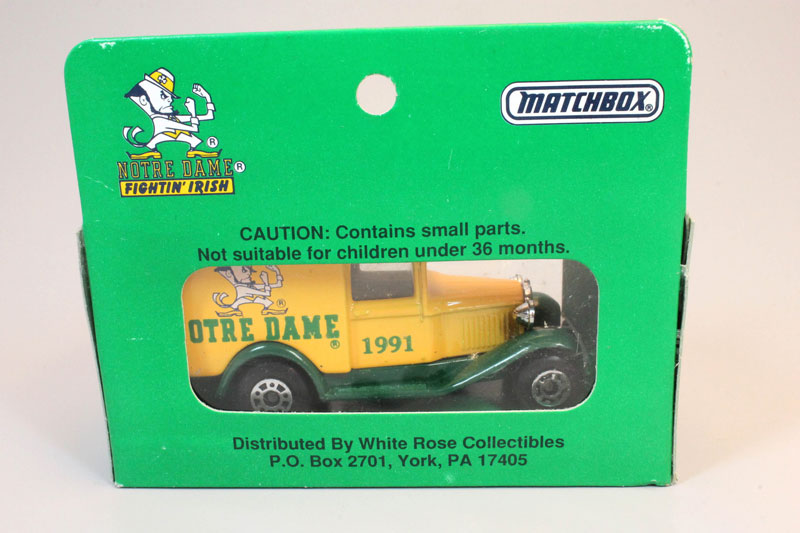 NOTRE DAME®
FIGHTIN' IRISH
®
MATCHBOX®
CAUTION: Contains small parts.
Not suitable for children under 36 months.
OTRE DAME®
1991
Distributed By White Rose Collectibles
P.O. Box 2701, York, PA 17405